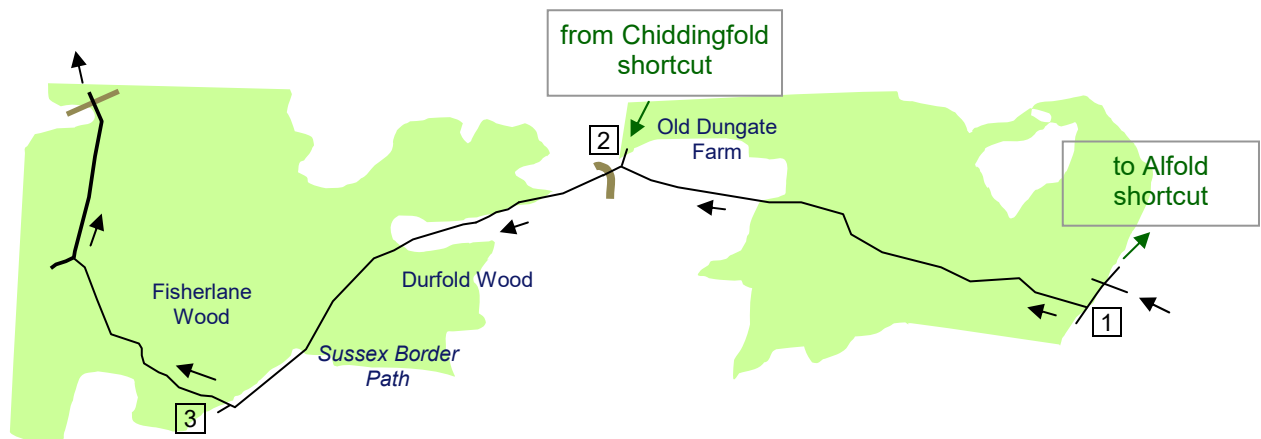 from Chiddingfold
shortcut
2
Old Dungate
Farm
to Alfold
shortcut
Durfold Wood
Fisherlane
Wood
1
Sussex Border
Path
3